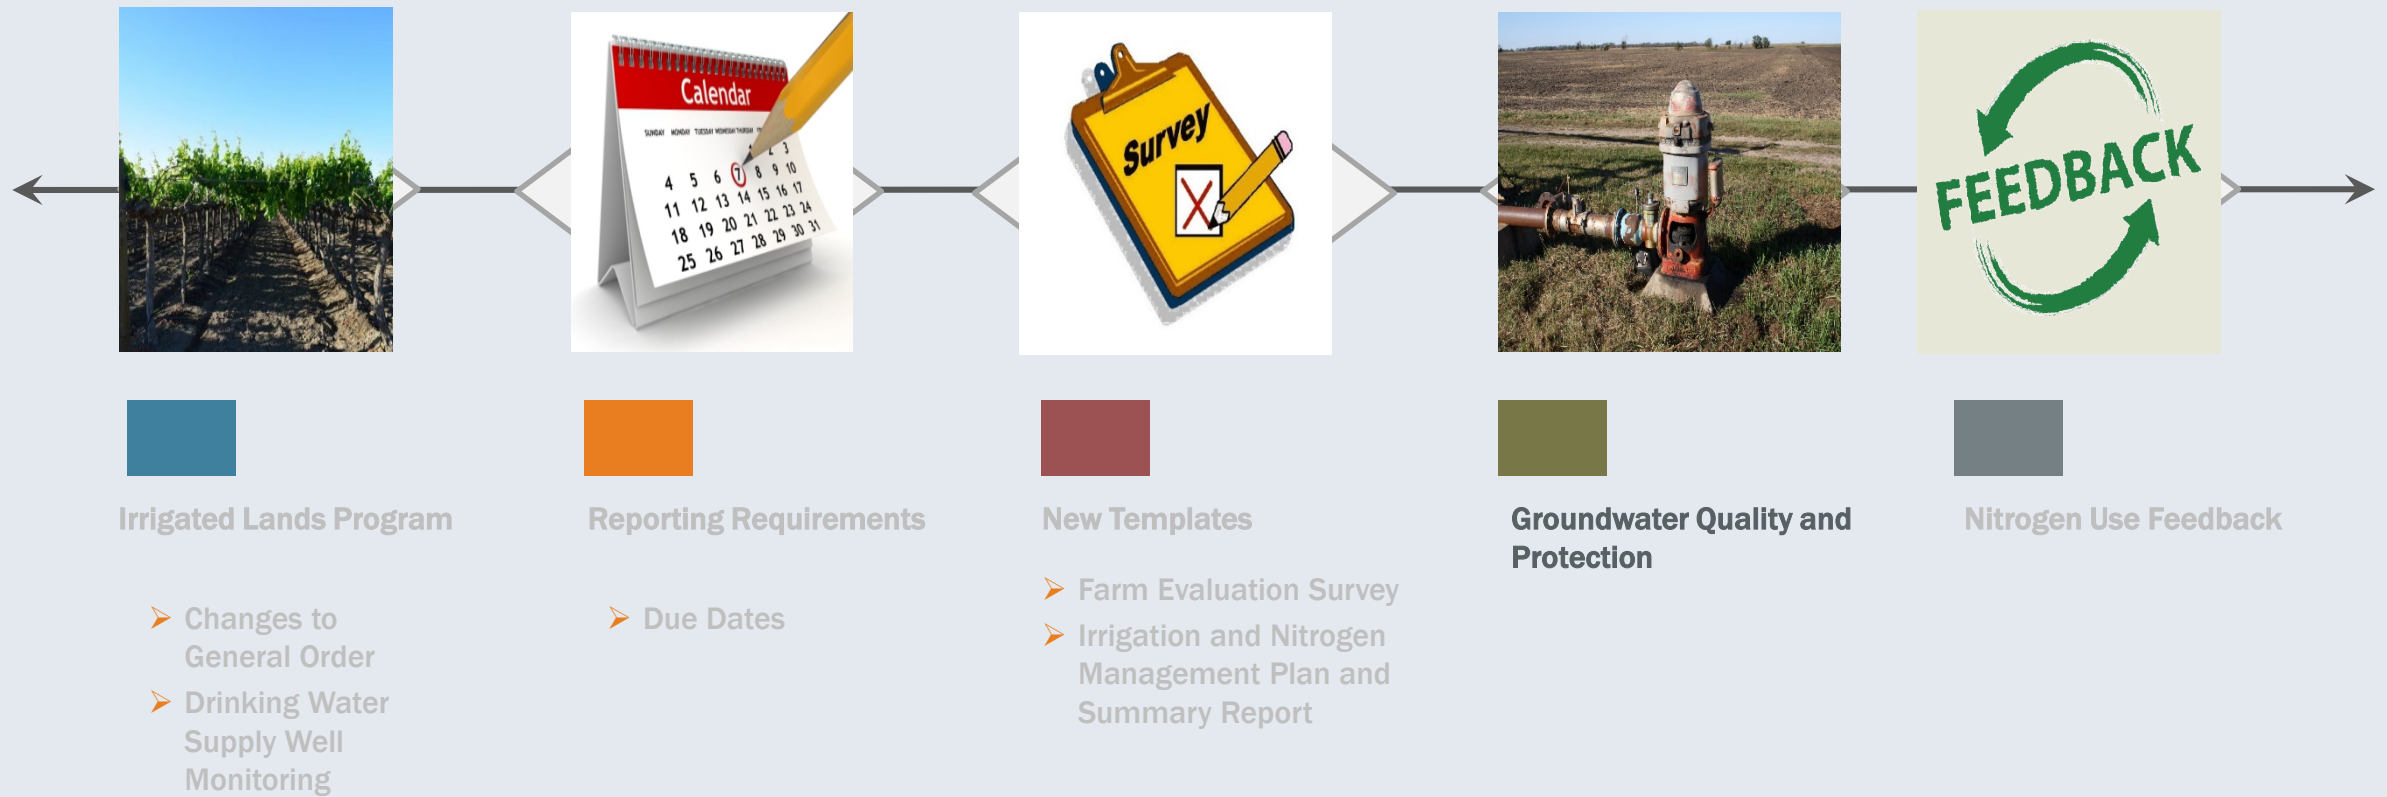 Calendar
SUNDAY MONDAY TUESDAY WEDNESDAY THURSDAY
1 2 3
4 5 6 7 8 9 10
11 12 13 14 15 16 17
18 19 20 21 22 23 24
25 26 27 28 29 30 31
Survey
FEEDBACK
Irrigated Lands Program
Changes to
General Order
Drinking Water
Supply Well
Monitoring
Reporting Requirements
Due Dates
New Templates
Farm Evaluation Survey
Irrigation and Nitrogen
Management Plan and
Summary Report
Groundwater Quality and
Protection
Nitrogen Use Feedback